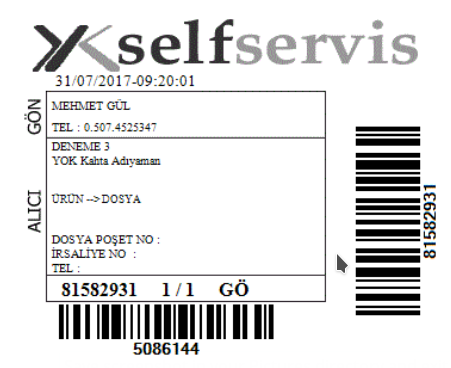 YK selfservis
31/07/2017-09:20:01
GÖN
MEHMET GÜL
TEL : 0.507.4525347
ALICI
DENEME 3
YOK Kahta Adıyaman
ÜRÜN --> DOSYA
DOSYA POŞET NO :
İRSALİYE NO :
TEL :
81582931 1 / 1 GÖ
5086144
81582931